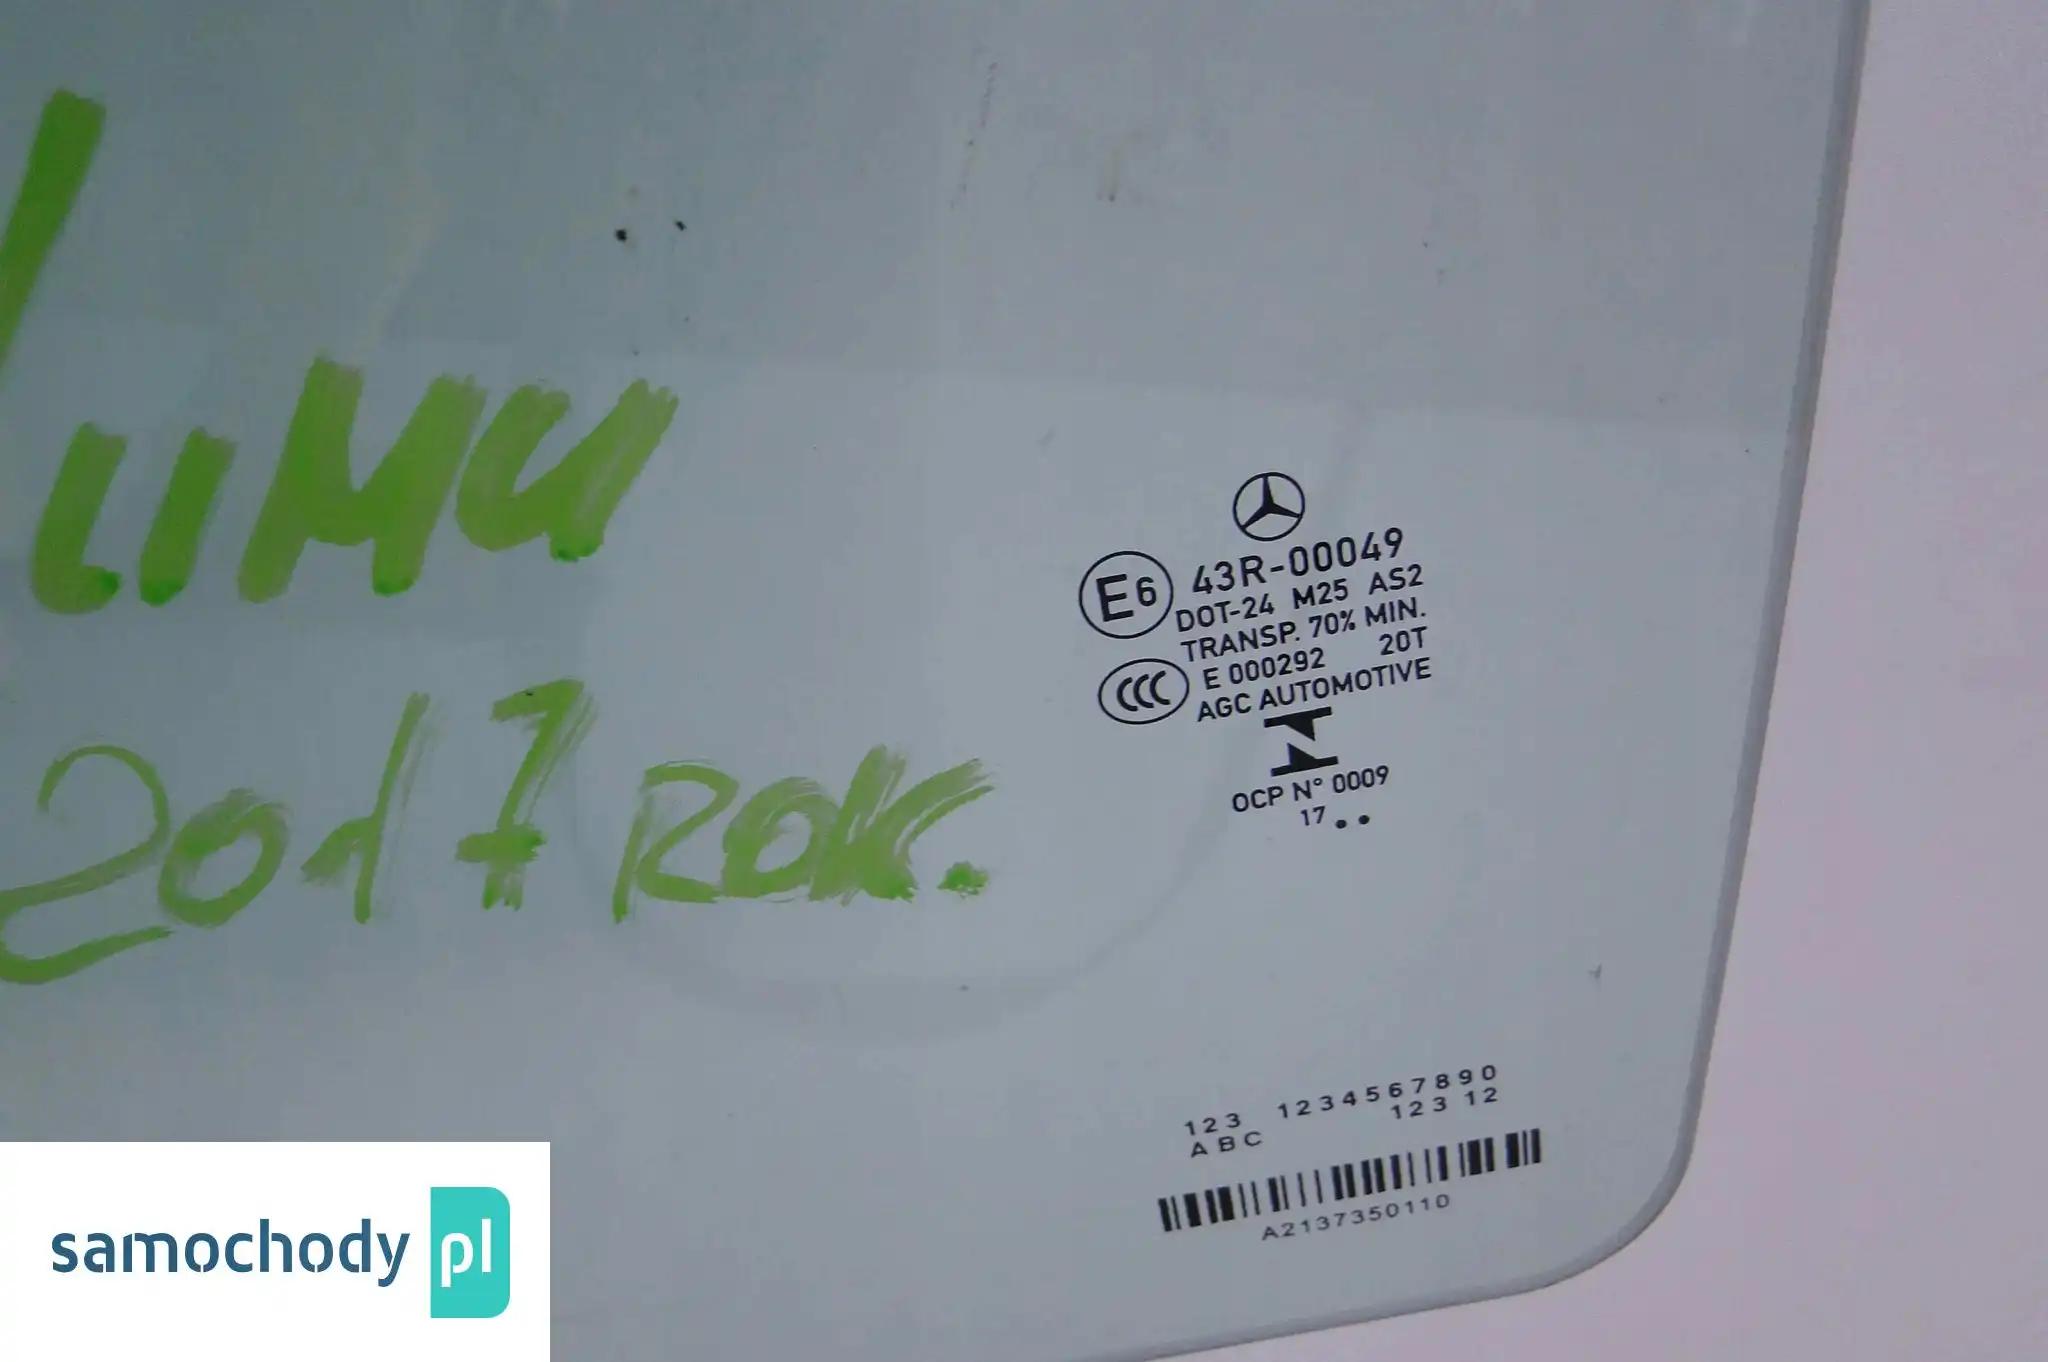 LIMU
2017 ROK.
E6 43R-00049
DOT-24 M25 AS2
TRANSP. 70% MIN.
CCC E 000292 20T
AGC AUTOMOTIVE
OCP N° 0009
17 . .
123 1234567890
ABC 123 12
A2137350110
samochody pl